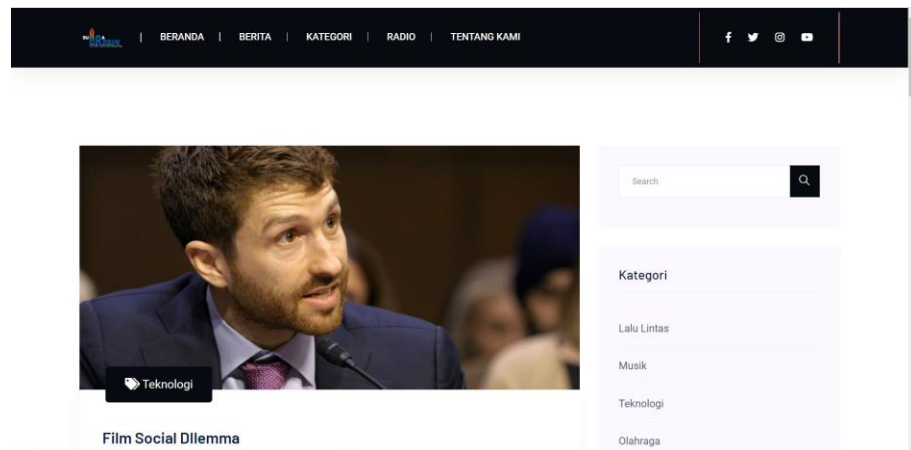 BERANDA | BERITA | KATEGORI | RADIO | TENTANG KAMI
Search
Kategori
Lalu Lintas
Musik
Teknologi
Olahraga
Teknologi
Film Social DIlemma